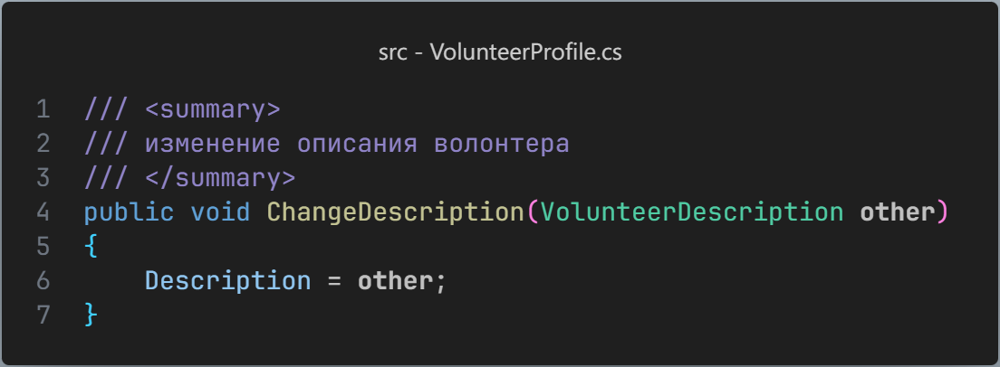 src - VolunteerProfile.cs
1 /// <summary>
2 /// изменение описания волонтера
3 /// </summary>
4 public void ChangeDescription(VolunteerDescription other)
5 {
6     Description = other;
7 }